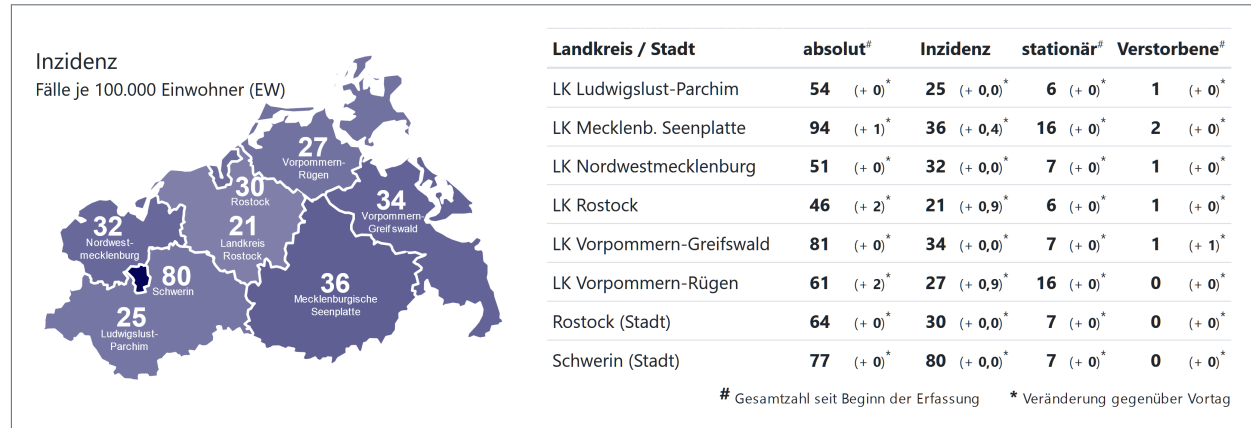 Inzidenz
Fälle je 100.000 Einwohner (EW)
27
Vorpommern-
Rügen
30
Rostock
34
Vorpommern-
Greifswald
21
Landkreis
Rostock
32
Nordwest-
mecklenburg
80
Schwerin
36
Mecklenburgische
Seenplatte
25
Ludwigslust-
Parchim
Landkreis / Stadt absolut# Inzidenz stationär# Verstorbene#
LK Ludwigslust-Parchim 54 (+ 0)* 25 (+ 0,0)* 6 (+ 0)* 1 (+ 0)*
LK Mecklenb. Seenplatte 94 (+ 1)* 36 (+ 0,4)* 16 (+ 0)* 2 (+ 0)*
LK Nordwestmecklenburg 51 (+ 0)* 32 (+ 0,0)* 7 (+ 0)* 1 (+ 0)*
LK Rostock 46 (+ 2)* 21 (+ 0,9)* 6 (+ 0)* 1 (+ 0)*
LK Vorpommern-Greifswald 81 (+ 0)* 34 (+ 0,0)* 7 (+ 0)* 1 (+ 1)*
LK Vorpommern-Rügen 61 (+ 2)* 27 (+ 0,9)* 16 (+ 0)* 0 (+ 0)*
Rostock (Stadt) 64 (+ 0)* 30 (+ 0,0)* 7 (+ 0)* 0 (+ 0)*
Schwerin (Stadt) 77 (+ 0)* 80 (+ 0,0)* 7 (+ 0)* 0 (+ 0)*
# Gesamtzahl seit Beginn der Erfassung * Veränderung gegenüber Vortag